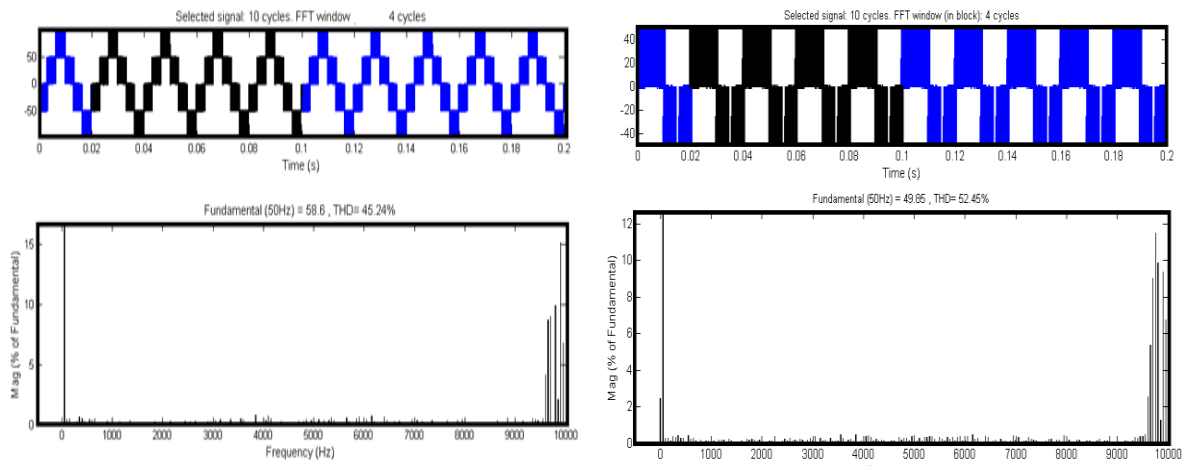 Selected signal: 10 cycles. FFT window 4 cycles
50
0
-50
0 0.02 0.04 0.06 0.08 0.1 0.12 0.14 0.16 0.18 0.2
Time (s)
Fundamental (50Hz) = 58.6 , THD= 45.24%
Mag (% of Fundamental)
15
10
5
0
0 1000 2000 3000 4000 5000 6000 7000 8000 9000 10000
Frequency (Hz)
Selected signal: 10 cycles. FFT window (in block): 4 cycles
40
20
0
-20
-40
0 0.02 0.04 0.06 0.08 0.1 0.12 0.14 0.16 0.18 0.2
Time (s)
Fundamental (50Hz) = 49.85 , THD= 52.45%
Mag (% of Fundamental)
12
10
8
6
4
2
0
0 1000 2000 3000 4000 5000 6000 7000 8000 9000 10000